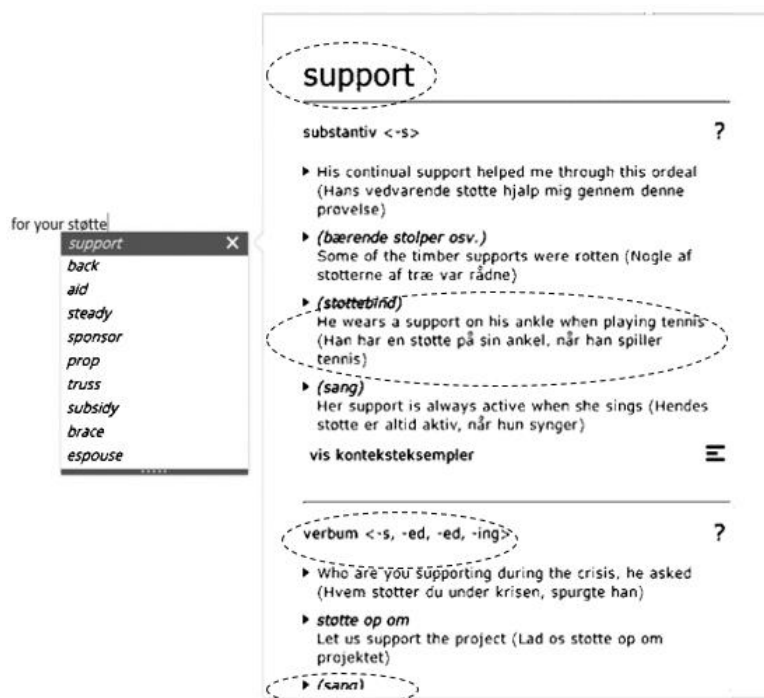 for your støtte
support
back
aid
steady
sponsor
prop
truss
subsidy
brace
espouse
support
substantiv <-s> ?
His continual support helped me through this ordeal
(Hans vedvarende støtte hjalp mig gennem denne
prøvelse)
(bærende stolper osv.)
Some of the timber supports were rotten (Nogle af
støtterne af træ var rådne)
(støttebind)
He wears a support on his ankle when playing tennis
(Han har en støtte på sin ankel, når han spiller
tennis)
(sang)
Her support is always active when she sings (Hendes
støtte er altid aktiv, når hun synger)
vis konteksteksempler
verbum <-s, -ed, -ed, -ing> ?
Who are you supporting during the crisis, he asked
(Hvem støtter du under krisen, spurgte han)
støtte op om
Let us support the project (Lad os støtte op om
projektet)
(sang)